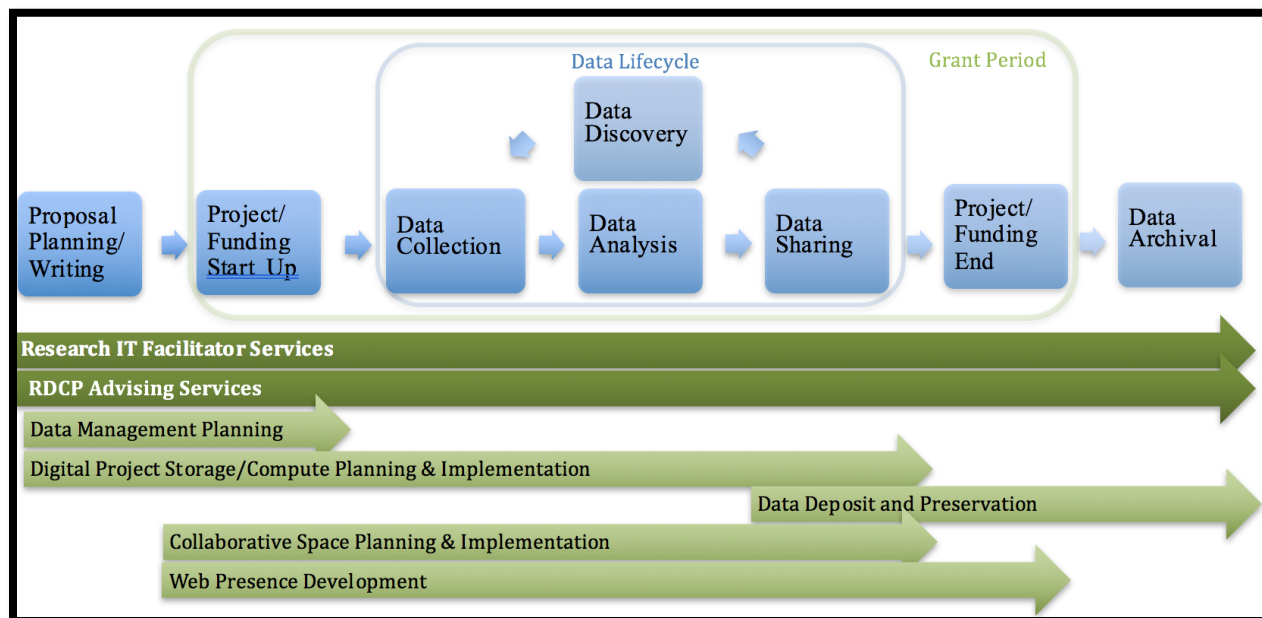 Data Lifecycle
Grant Period
Data
Discovery
Proposal
Planning/
Writing
Project/
Funding
Start Up
Data
Collection
Data
Analysis
Data
Sharing
Project/
Funding
End
Data
Archival
Research IT Facilitator Services
RDCP Advising Services
Data Management Planning
Digital Project Storage/Compute Planning & Implementation
Data Deposit and Preservation
Collaborative Space Planning & Implementation
Web Presence Development